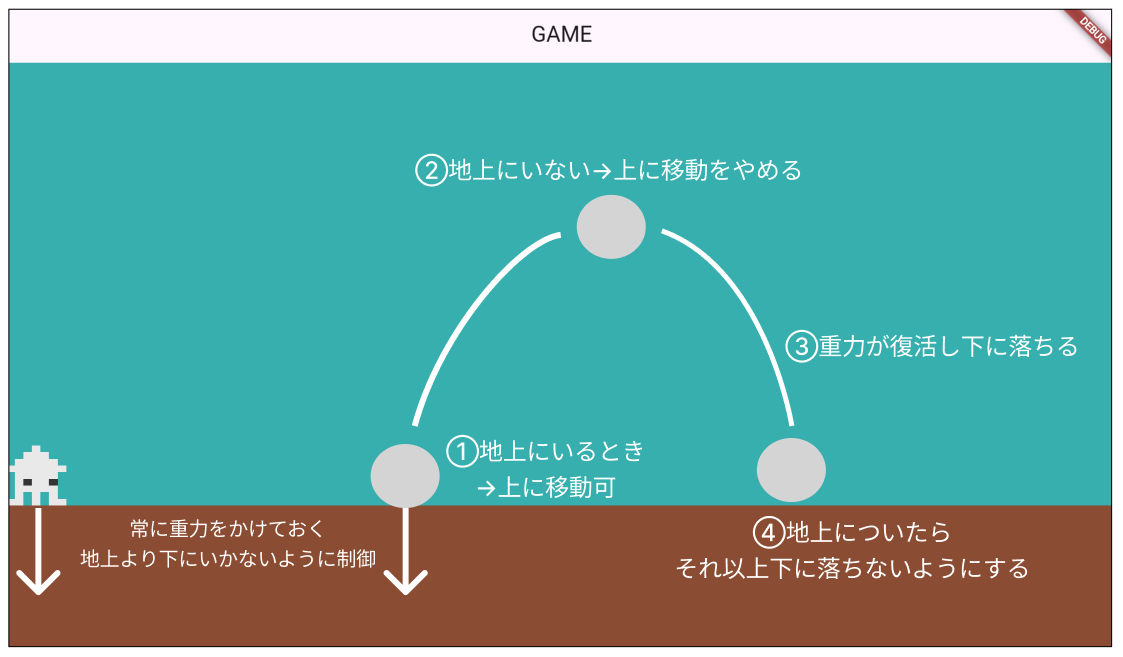 GAME
DEBUG
②地上にいない→上に移動をやめる
③重力が復活し下に落ちる
①地上にいるとき
→上に移動可
常に重力をかけておく
地上より下にいかないように制御
④地上についたら
それ以上下に落ちないようにする